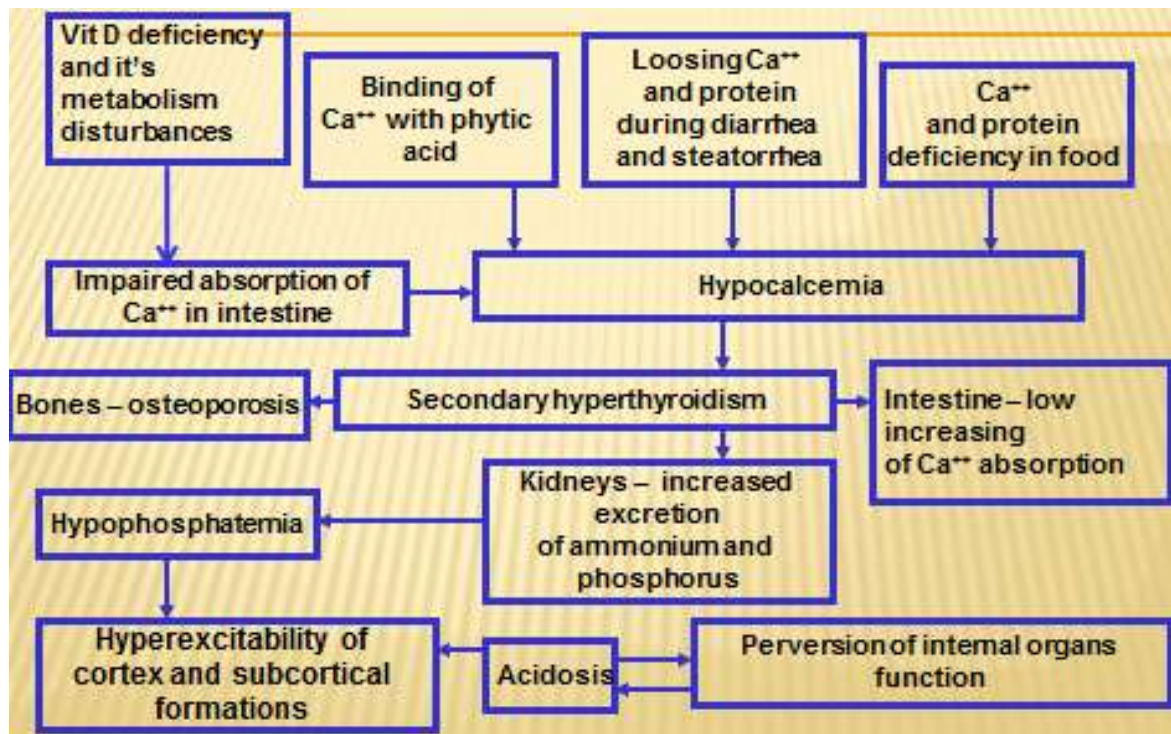 Vit D deficiency
and it's
metabolism
disturbances
Binding of
Ca⁺⁺ with phytic
acid
Loosing Ca⁺⁺
and protein
during diarrhea
and steatorrhea
Ca⁺⁺
and protein
deficiency in food
Impaired absorption of
Ca⁺⁺ in intestine
Hypocalcemia
Bones – osteoporosis
Secondary hyperthyroidism
Intestine – low
increasing
of Ca⁺⁺ absorption
Kidneys – increased
excretion
of ammonium and
phosphorus
Hypophosphatemia
Hyperexcitability of
cortex and subcortical
formations
Acidosis
Perversion of internal organs
function